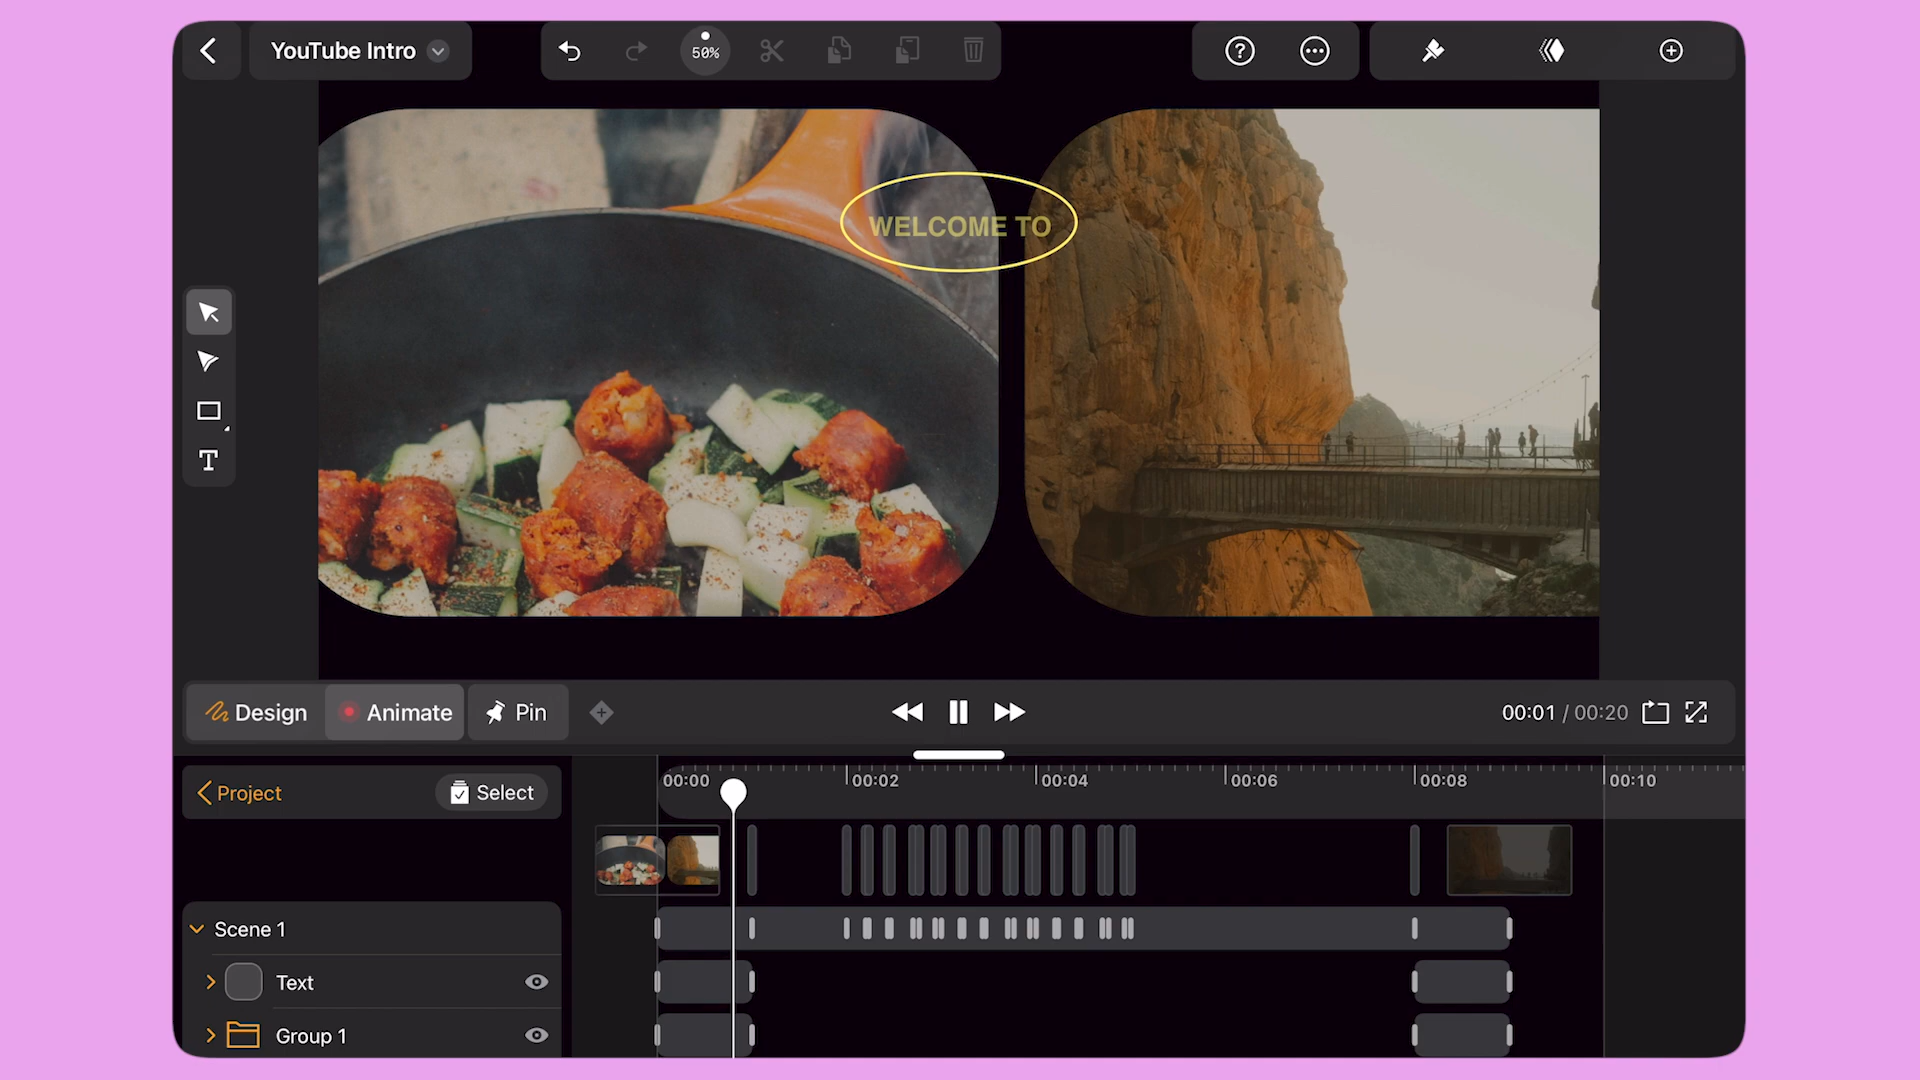 YouTube Intro
50%
WELCOME TO
Design
Animate
Pin
00:01 / 00:20
Project
Select
00:00
00:02
00:04
00:06
00:08
00:10
Scene 1
Text
Group 1